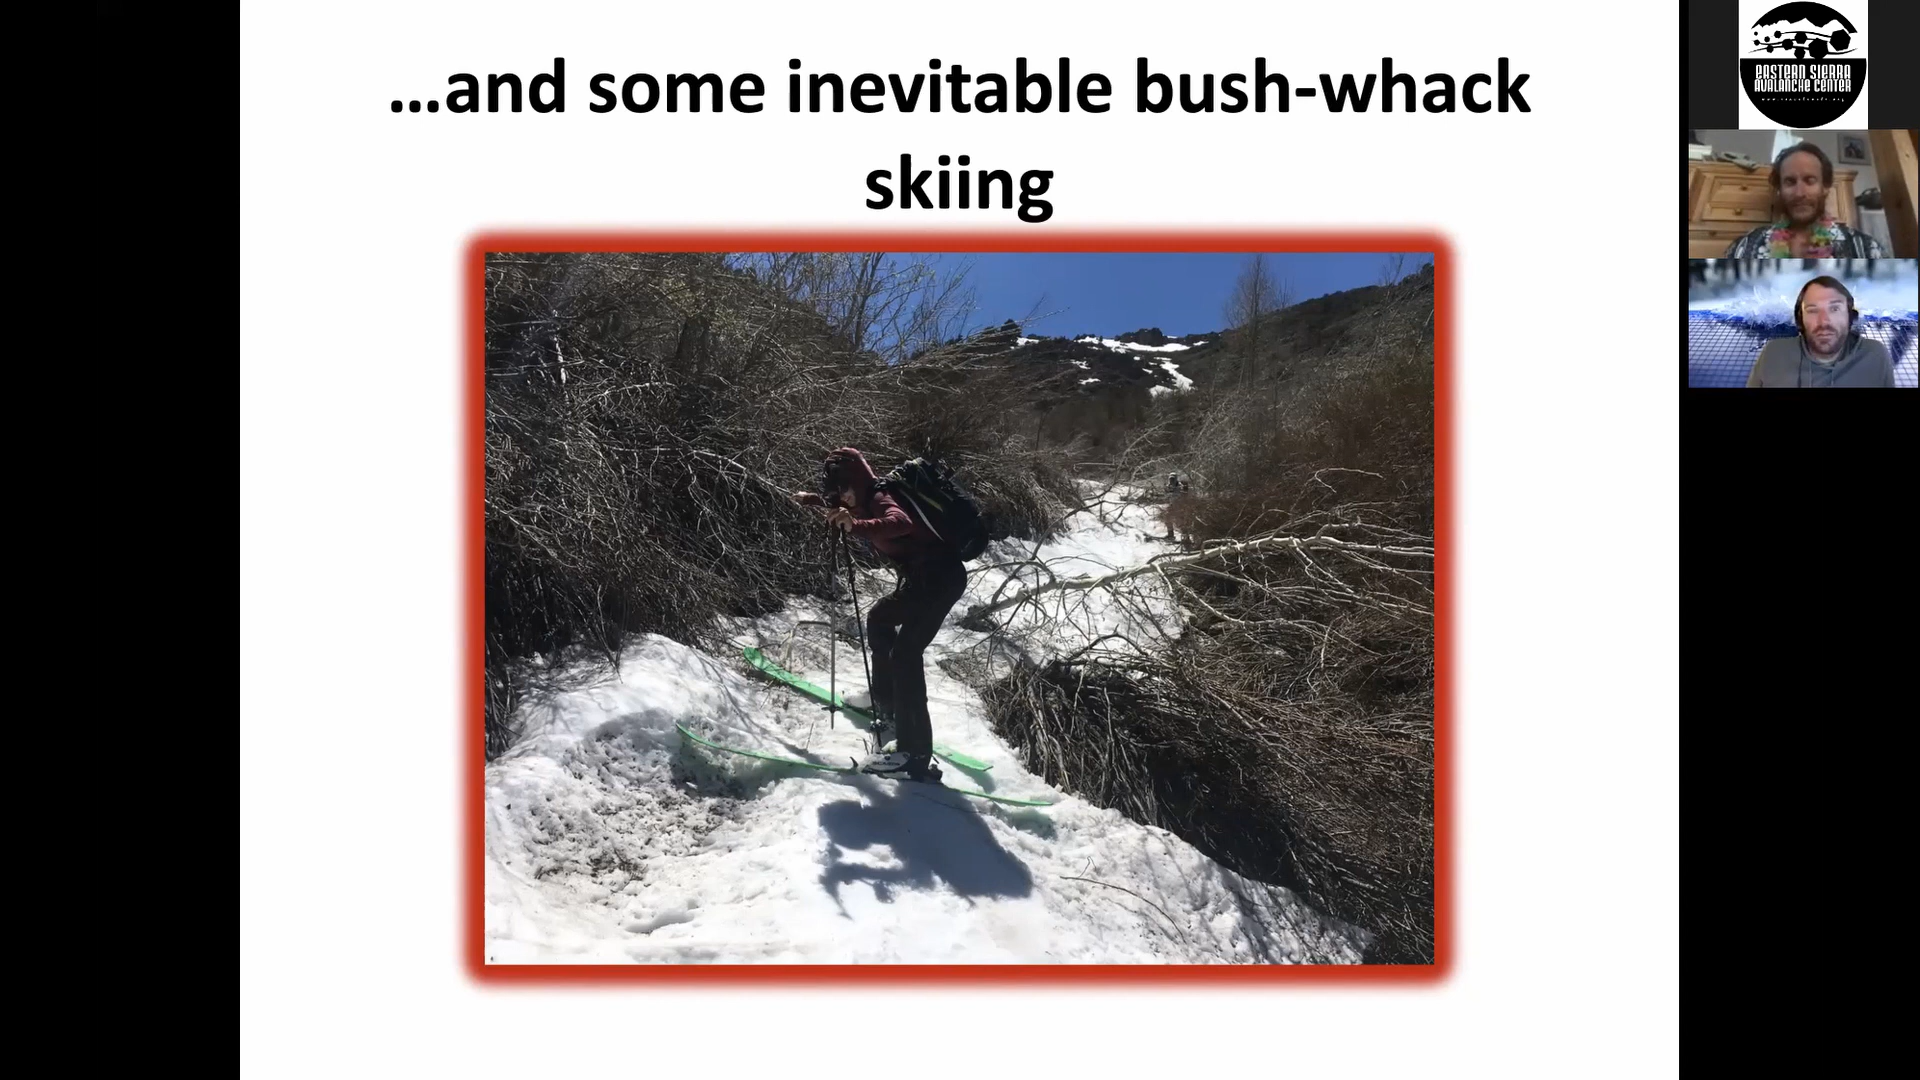 ...and some inevitable bush-whack
skiing
EASTERN SIERRA
AVALANCHE CENTER